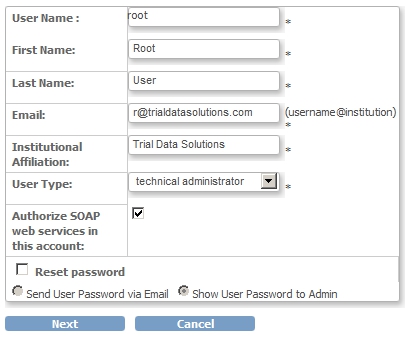 User Name : root *
First Name: Root *
Last Name: User *
Email: r@trialdatasolutions.com (username@institution) *
Institutional Affiliation: Trial Data Solutions *
User Type: technical administrator *
Authorize SOAP web services in this account:
Reset password
Send User Password via Email Show User Password to Admin
Next Cancel